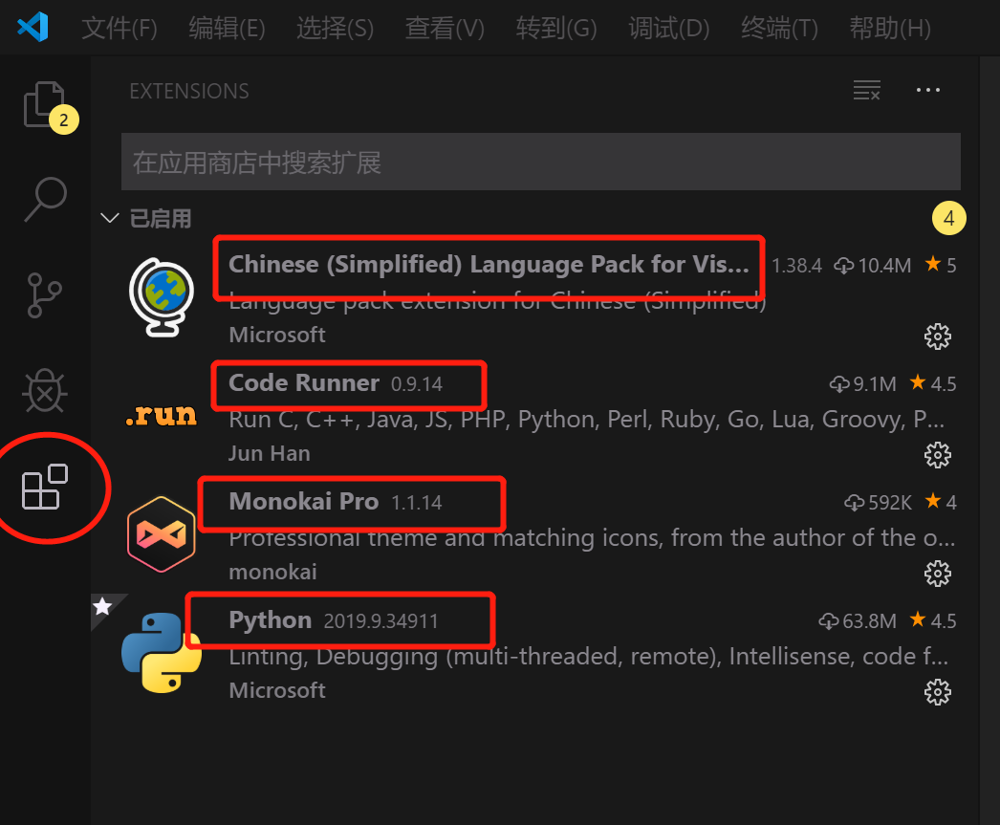 文件(F) 编辑(E) 选择(S) 查看(V) 转到(G) 调试(D) 终端(T) 帮助(H)
EXTENSIONS
2
在应用商店中搜索扩展
已启用 4
Chinese (Simplified) Language Pack for Vis... 1.38.4 10.4M 5
Language pack extension for Chinese (Simplified)
Microsoft
Code Runner 0.9.14 9.1M 4.5
.run
Run C, C++, Java, JS, PHP, Python, Perl, Ruby, Go, Lua, Groovy, P...
Jun Han
Monokai Pro 1.1.14 592K 4
Professional theme and matching icons, from the author of the o...
monokai
Python 2019.9.34911 63.8M 4.5
Linting, Debugging (multi-threaded, remote), Intellisense, code f...
Microsoft